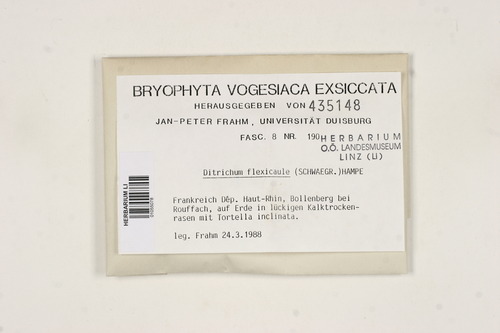 BRYOPHYTA VOGESIACA EXSICCATA
HERAUSGEGEBEN VON 435148
JAN-PETER FRAHM, UNIVERSITÄT DUISBURG
FASC. 8 NR. 190
HERBARIUM
O.Ö. LANDESMUSEUM
LINZ (LI)
Ditrichum flexicaule (SCHWAEGR.)HAMPE
Frankreich Dép. Haut-Rhin, Bollenberg bei
Rouffach, auf Erde in lückigen Kalktrocken-
rasen mit Tortella inclinata.
leg. Frahm 24.3.1988
HERBARIUM LI